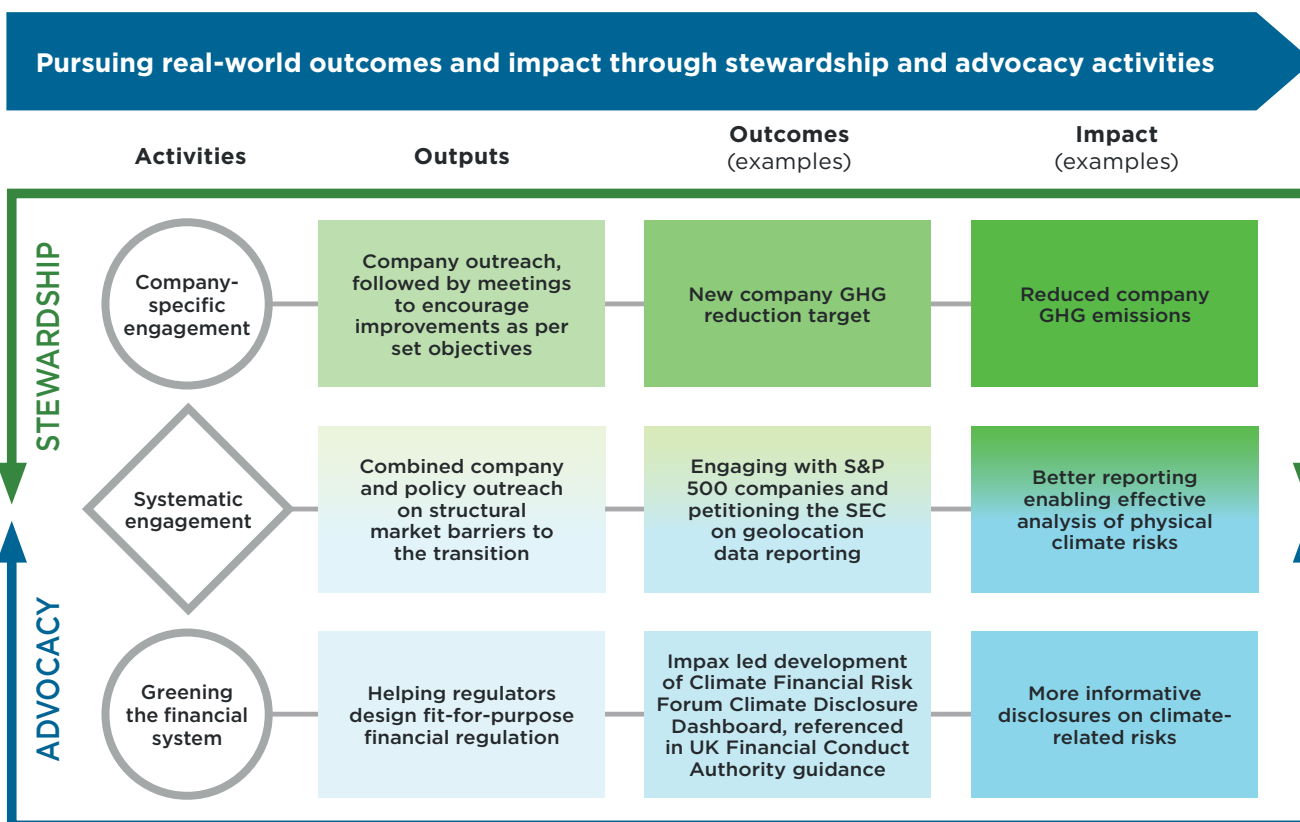 Pursuing real-world outcomes and impact through stewardship and advocacy activities
Activities
Outputs
Outcomes
(examples)
Impact
(examples)
STEWARDSHIP
Company-
specific
engagement
Company outreach,
followed by meetings
to encourage
improvements as per
set objectives
New company GHG
reduction target
Reduced company
GHG emissions
Systematic
engagement
Combined company
and policy outreach
on structural
market barriers to
the transition
Engaging with S&P
500 companies and
petitioning the SEC
on geolocation
data reporting
Better reporting
enabling effective
analysis of physical
climate risks
ADVOCACY
Greening
the financial
system
Helping regulators
design fit-for-purpose
financial regulation
Impax led development
of Climate Financial Risk
Forum Climate Disclosure
Dashboard, referenced
in UK Financial Conduct
Authority guidance
More informative
disclosures on climate-
related risks